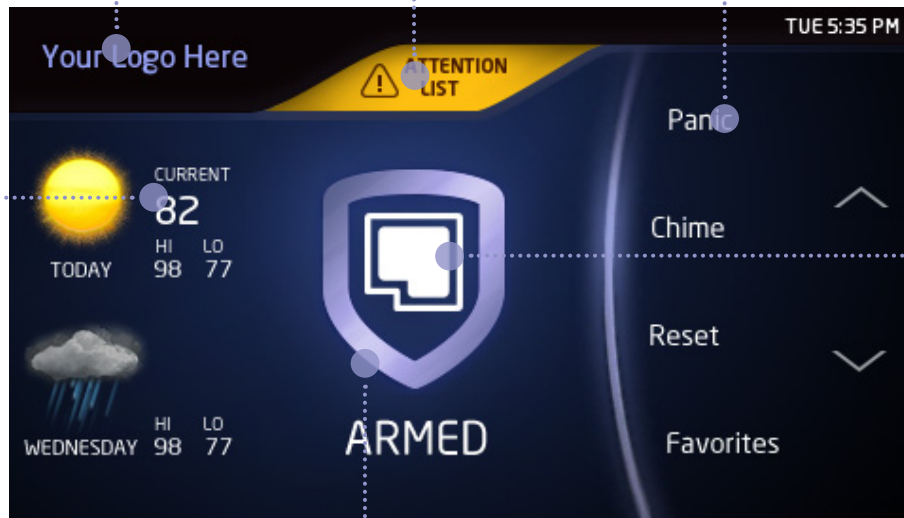 TUE 5:35 PM
Your Logo Here
ATTENTION
LIST
Panic
CURRENT
82
HI LO
98 77
TODAY
Chime
Reset
HI LO
98 77
WEDNESDAY
ARMED
Favorites